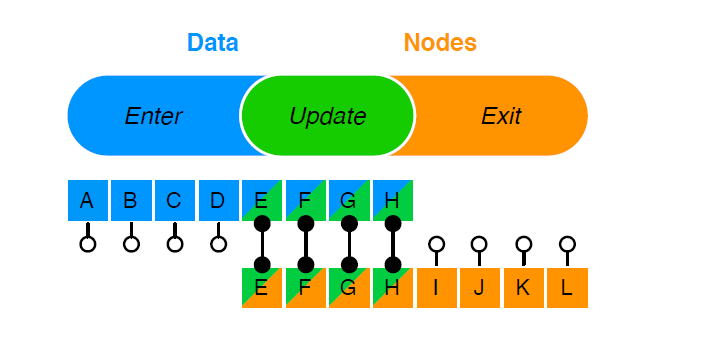 Data Nodes
Enter Update Exit
A B C D E F G H
E F G H I J K L